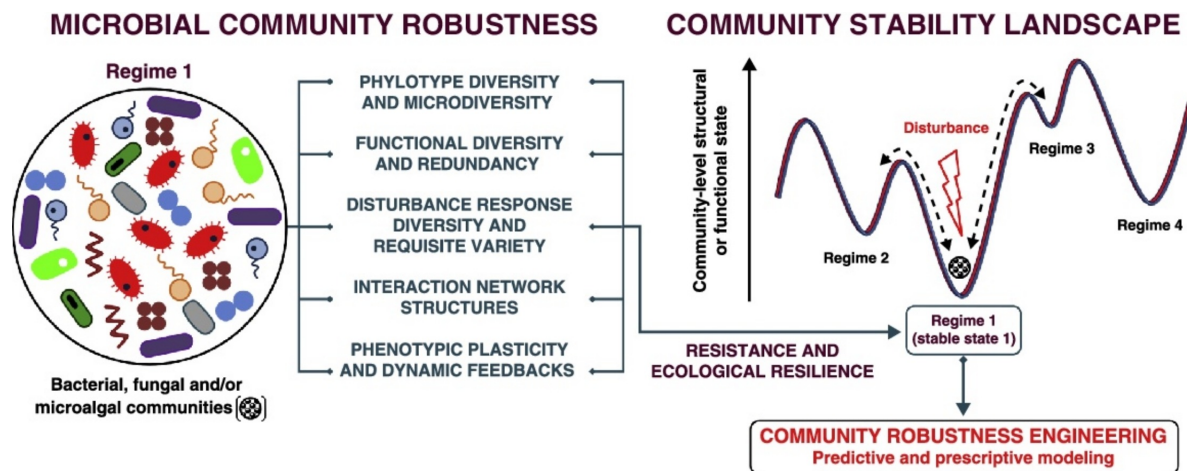 MICROBIAL COMMUNITY ROBUSTNESS
Regime 1
Bacterial, fungal and/or
microalgal communities
PHYLOTYPE DIVERSITY
AND MICRODIVERSITY
FUNCTIONAL DIVERSITY
AND REDUNDANCY
DISTURBANCE RESPONSE
DIVERSITY AND
REQUISITE VARIETY
INTERACTION NETWORK
STRUCTURES
PHENOTYPIC PLASTICITY
AND DYNAMIC FEEDBACKS
COMMUNITY STABILITY LANDSCAPE
Community-level structural
or functional state
Disturbance
Regime 2
Regime 3
Regime 4
Regime 1
(stable state 1)
RESISTANCE AND
ECOLOGICAL RESILIENCE
COMMUNITY ROBUSTNESS ENGINEERING
Predictive and prescriptive modeling